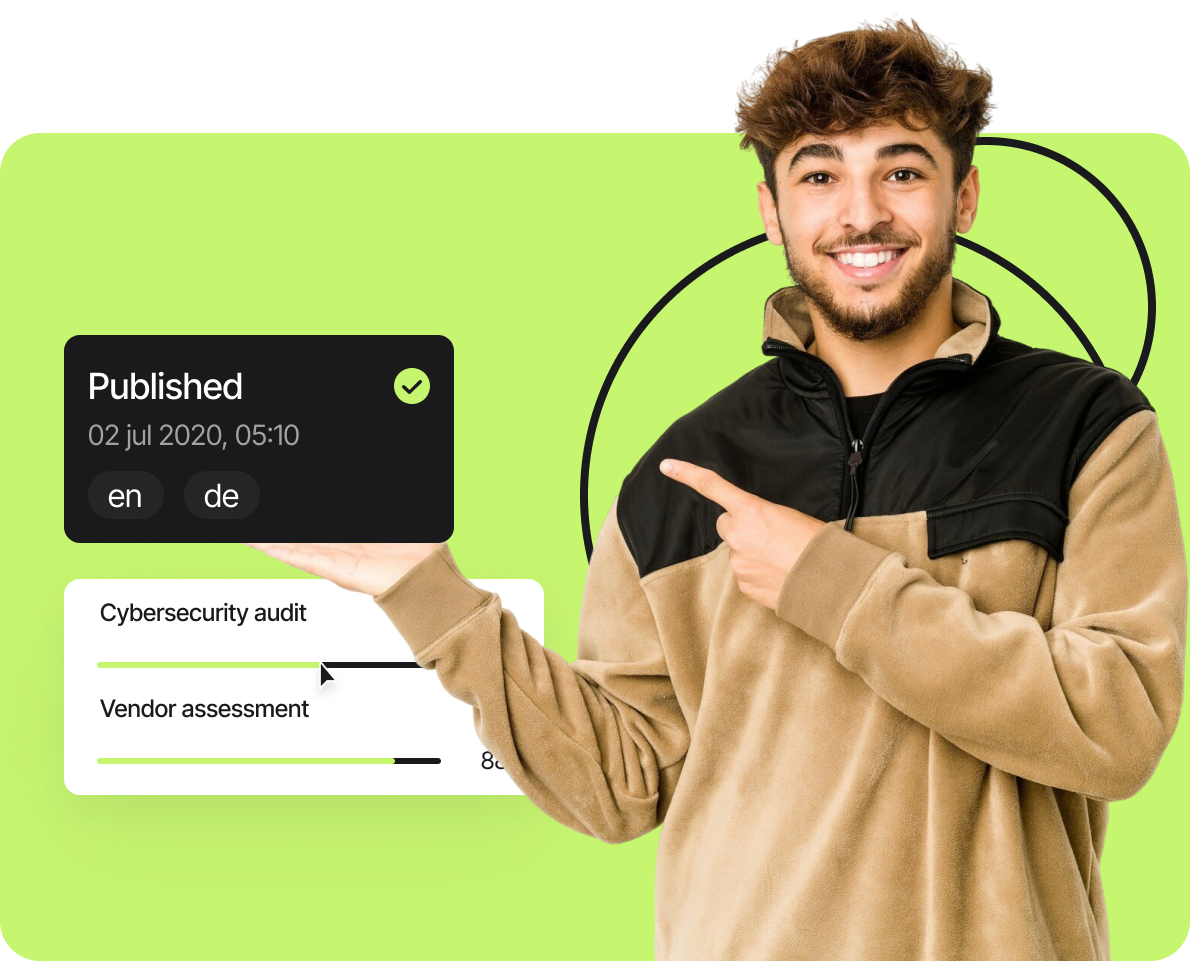 Published
02 jul 2020, 05:10
en
de
Cybersecurity audit
Vendor assessment